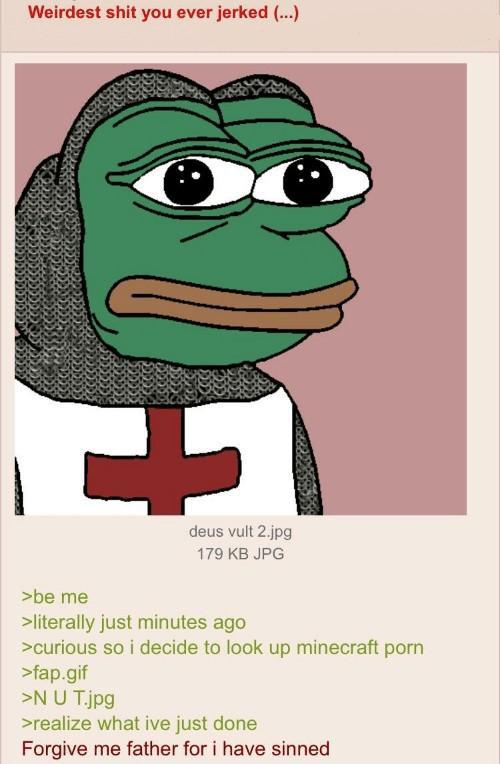 Weirdest shit you ever jerked (...)
deus vult 2.jpg
179 KB JPG
>be me
>literally just minutes ago
>curious so i decide to look up minecraft porn
>fap.gif
>N U T.jpg
>realize what ive just done
Forgive me father for i have sinned